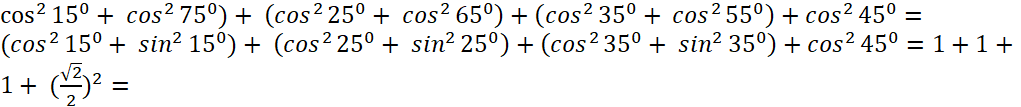 cos² 15⁰ + cos² 75⁰) + (cos² 25⁰ + cos² 65⁰) + (cos² 35⁰ + cos² 55⁰) + cos² 45⁰ =
(cos² 15⁰ + sin² 15⁰) + (cos² 25⁰ + sin² 25⁰) + (cos² 35⁰ + sin² 35⁰) + cos² 45⁰ = 1 + 1 +
1 + (√2/2)² =